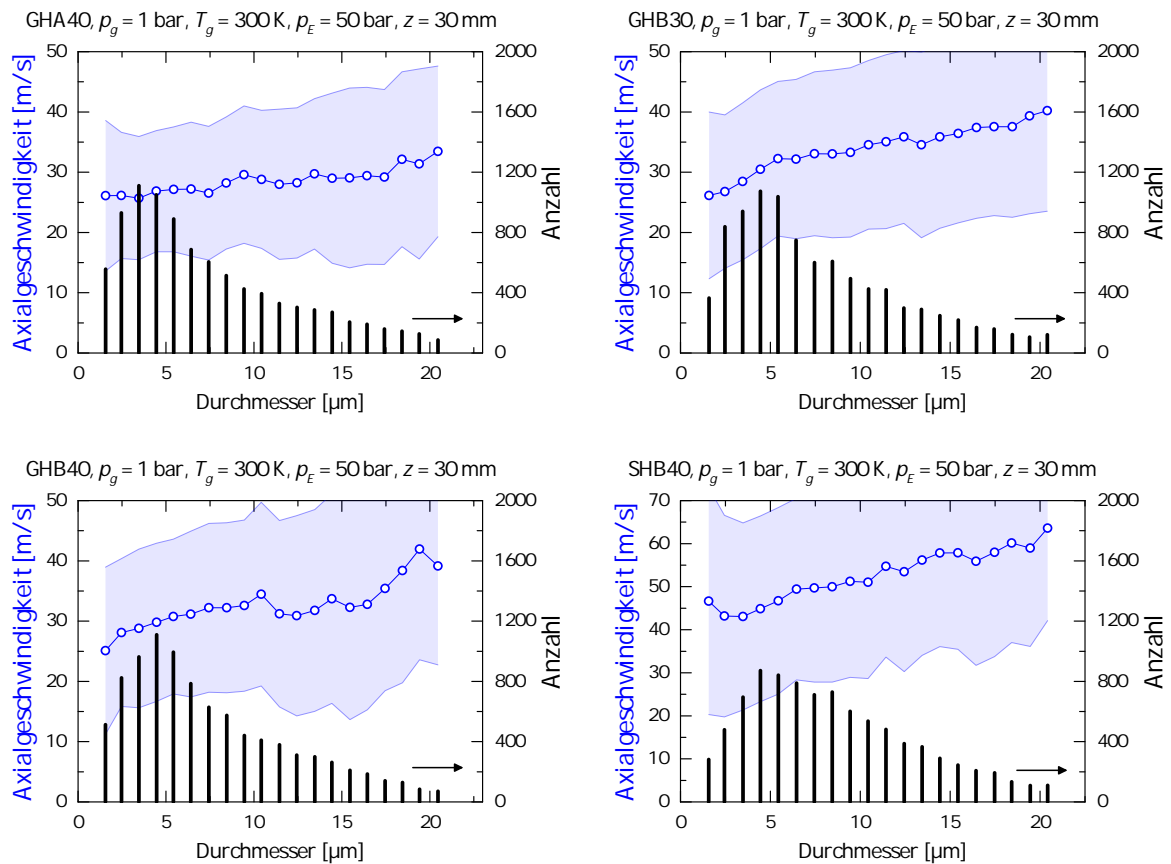 GHA40, p_g = 1 bar, T_g = 300 K, p_E = 50 bar, z = 30 mm
50
40
30
20
10
0
Axialgeschwindigkeit [m/s]
2000
1600
1200
800
400
0
Anzahl
0 5 10 15 20
Durchmesser [µm]
GHB30, p_g = 1 bar, T_g = 300 K, p_E = 50 bar, z = 30 mm
50
40
30
20
10
0
Axialgeschwindigkeit [m/s]
2000
1600
1200
800
400
0
Anzahl
0 5 10 15 20
Durchmesser [µm]
GHB40, p_g = 1 bar, T_g = 300 K, p_E = 50 bar, z = 30 mm
50
40
30
20
10
0
Axialgeschwindigkeit [m/s]
2000
1600
1200
800
400
0
Anzahl
0 5 10 15 20
Durchmesser [µm]
SHB40, p_g = 1 bar, T_g = 300 K, p_E = 50 bar, z = 30 mm
70
60
50
40
30
20
10
0
Axialgeschwindigkeit [m/s]
2000
1600
1200
800
400
0
Anzahl
0 5 10 15 20
Durchmesser [µm]